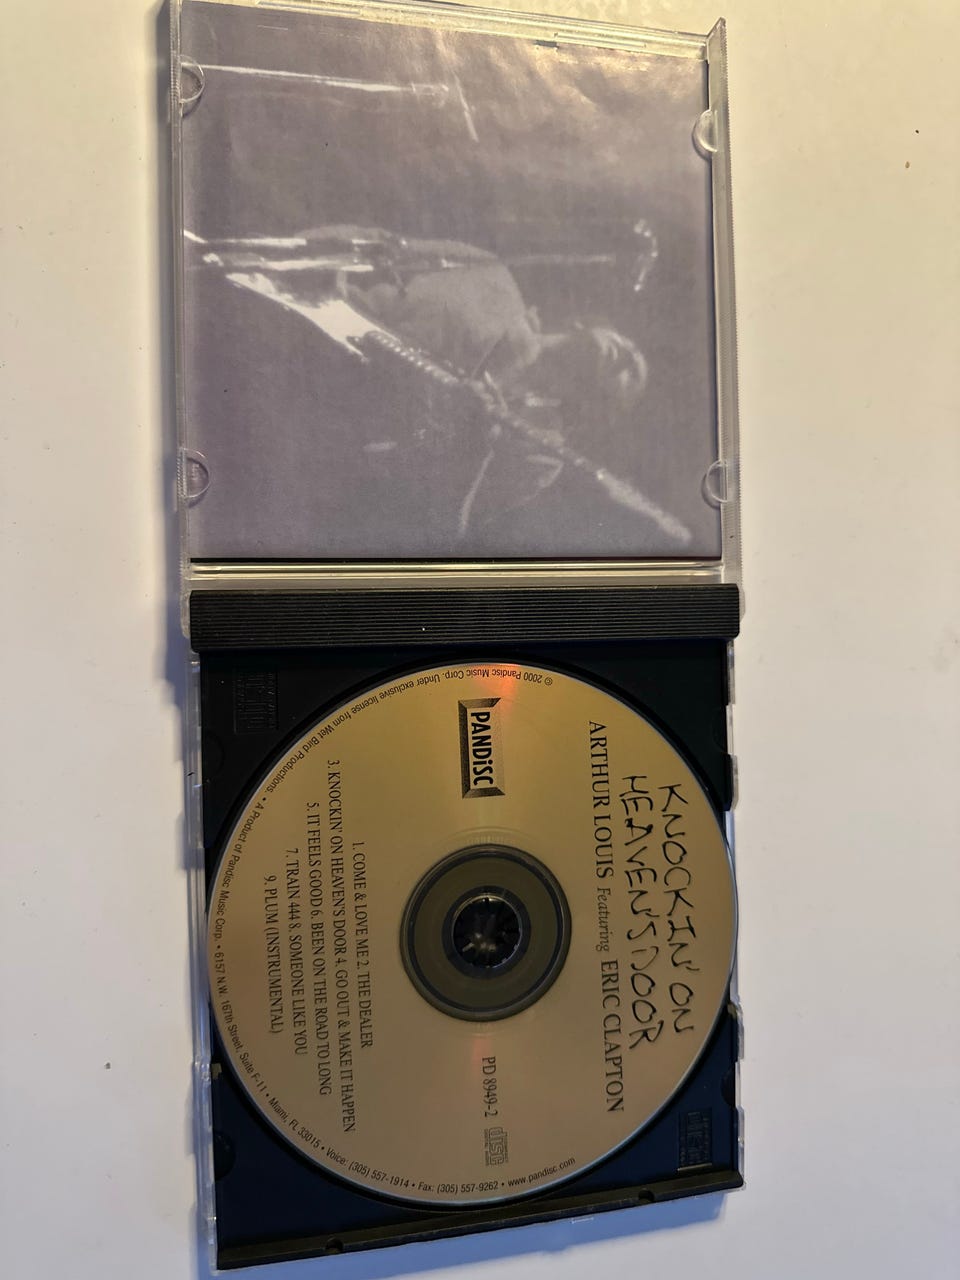 KNOCKIN' ON
HEAVEN'S DOOR
ARTHUR LOUIS Featuring ERIC CLAPTON
PANDiSC
PD 8949-2
disc
1. COME & LOVE ME 2. THE DEALER
3. KNOCKIN' ON HEAVEN'S DOOR 4. GO OUT & MAKE IT HAPPEN
5. IT FEELS GOOD 6. BEEN ON THE ROAD TO LONG
7. TRAIN 444 8. SOMEONE LIKE YOU
9. PLUM (INSTRUMENTAL)
© 2000 Pandisc Music Corp. Under exclusive license from Wet Bird Productions. • A Product of Pandisc Music Corp. • 6157 N.W. 167th Street, Suite F-11 • Miami, FL 33015 • Voice: (305) 557-1914 • Fax: (305) 557-9262 • www.pandisc.com